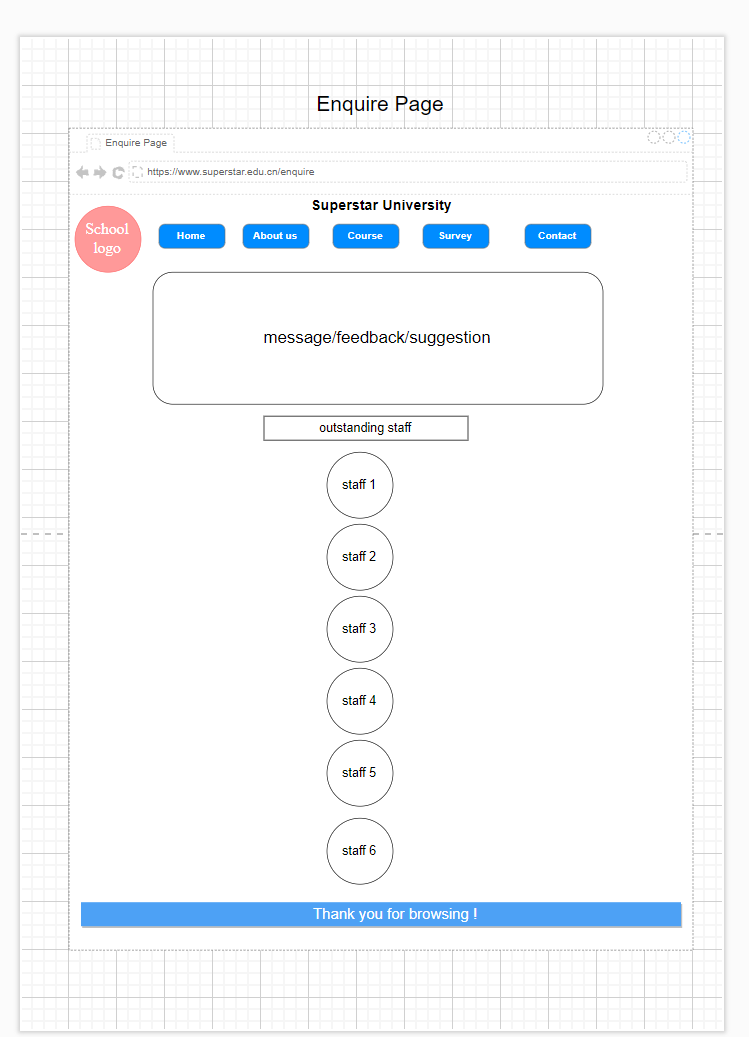 Enquire Page
Enquire Page
https://www.superstar.edu.cn/enquire
Superstar University
School
logo
Home
About us
Course
Survey
Contact
message/feedback/suggestion
outstanding staff
staff 1
staff 2
staff 3
staff 4
staff 5
staff 6
Thank you for browsing !